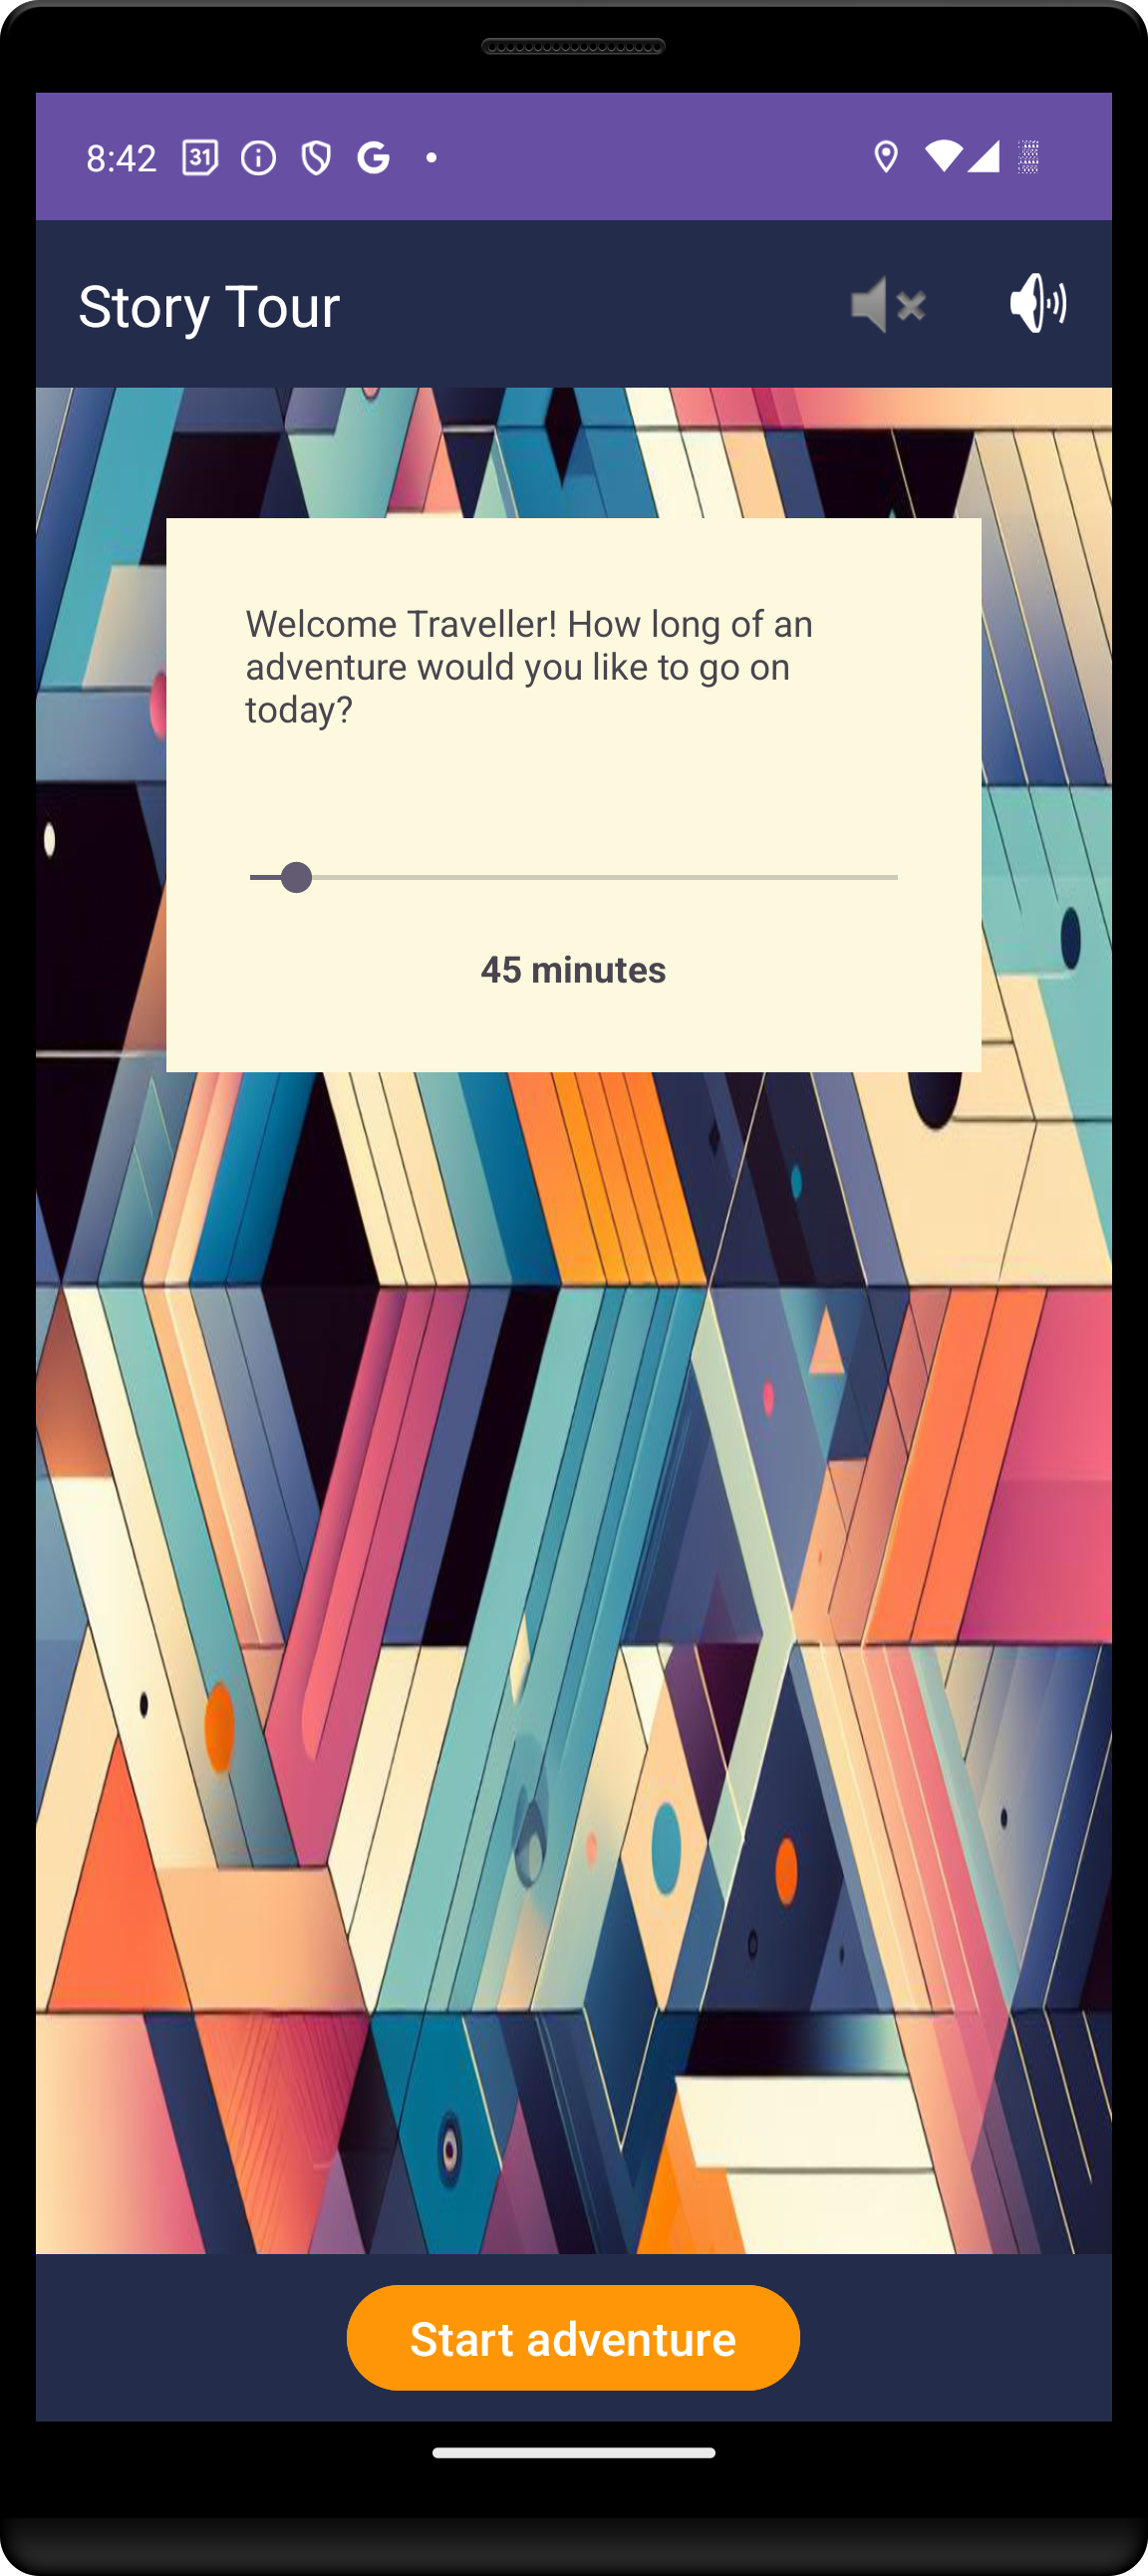 8:42 31 G
Story Tour
Welcome Traveller! How long of an
adventure would you like to go on
today?
45 minutes
Start adventure